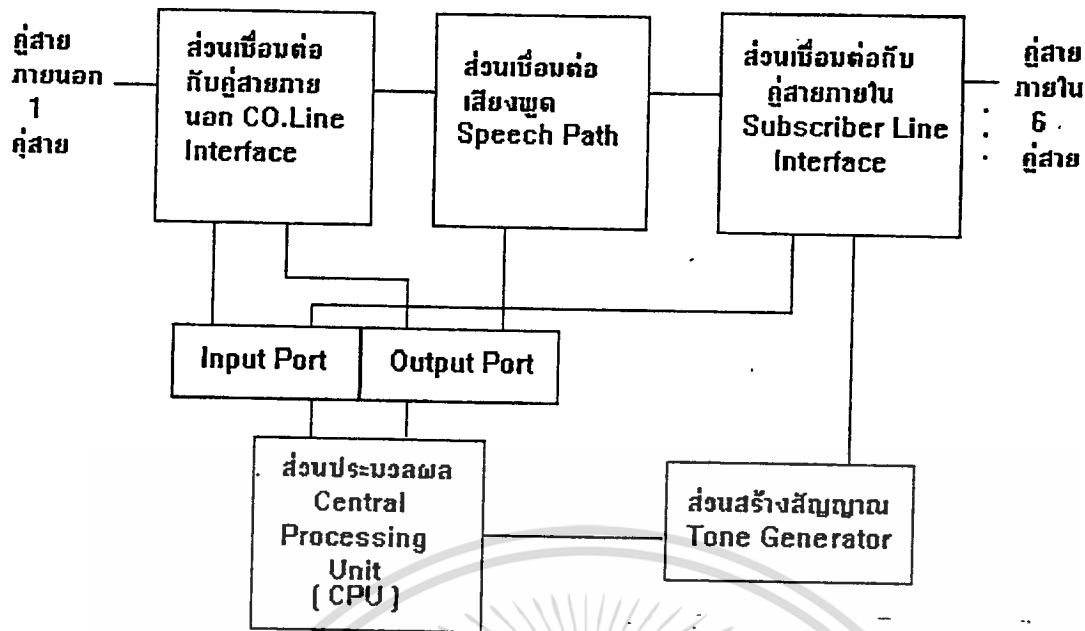 คู่สาย
ภายนอก
1
คู่สาย
ส่วนเชื่อมต่อ
กับคู่สายภาย
นอก CO.Line
Interface
ส่วนเชื่อมต่อ
เสียงพูด
Speech Path
ส่วนเชื่อมต่อกับ
คู่สายภายใน
Subscriber Line
Interface
คู่สาย
ภายใน
6
คู่สาย
Input Port
Output Port
ส่วนประมวลผล
Central
Processing
Unit
( CPU )
ส่วนสร้างสัญญาณ
Tone Generator